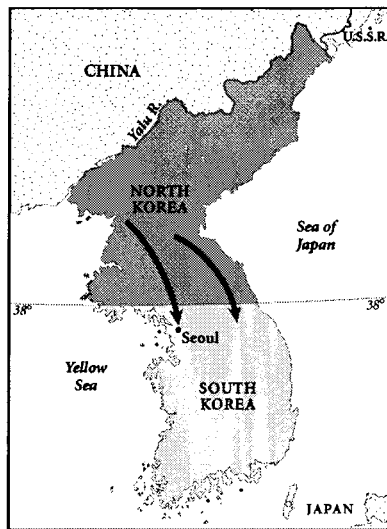 U.S.S.R.
CHINA
Yalu R.
NORTH
KOREA
Sea of
Japan
38°
38°
Seoul
Yellow
Sea
SOUTH
KOREA
JAPAN